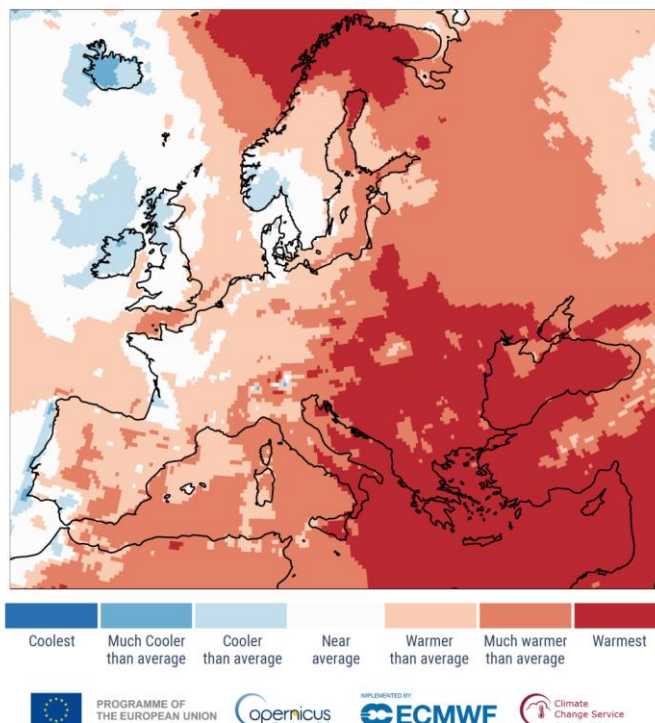 Coolest
Much Cooler
than average
Cooler
than average
Near
average
Warmer
than average
Much warmer
than average
Warmest
PROGRAMME OF
THE EUROPEAN UNION
opernicus
IMPLEMENTED BY
ECMWF
Climate
Change Service